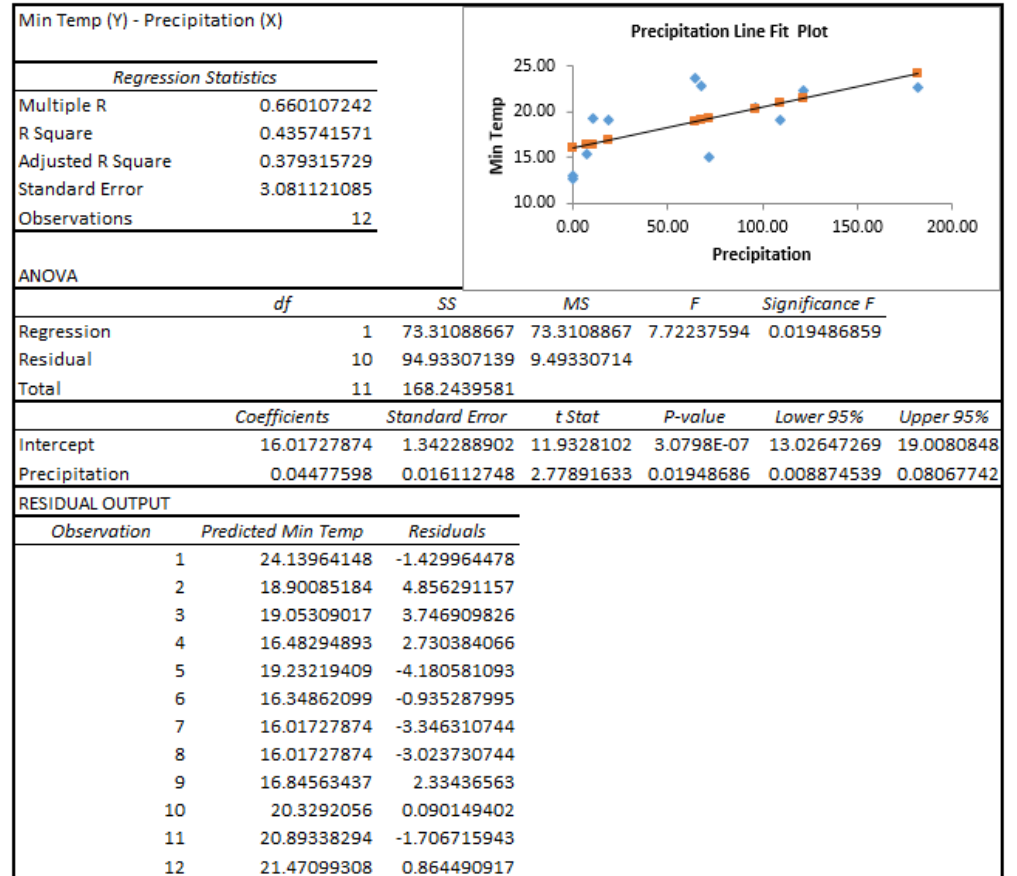 Min Temp (Y) - Precipitation (X)
Regression Statistics
Multiple R 0.660107242
R Square 0.435741571
Adjusted R Square 0.379315729
Standard Error 3.081121085
Observations 12
Precipitation Line Fit Plot
25.00
20.00
15.00
10.00
Min Temp
0.00 50.00 100.00 150.00 200.00
Precipitation
ANOVA
df SS MS F Significance F
Regression 1 73.31088667 73.3108867 7.72237594 0.019486859
Residual 10 94.93307139 9.49330714
Total 11 168.2439581
Coefficients Standard Error t Stat P-value Lower 95% Upper 95%
Intercept 16.01727874 1.342288902 11.9328102 3.0798E-07 13.02647269 19.0080848
Precipitation 0.04477598 0.016112748 2.77891633 0.01948686 0.008874539 0.08067742
RESIDUAL OUTPUT
Observation Predicted Min Temp Residuals
1 24.13964148 -1.429964478
2 18.90085184 4.856291157
3 19.05309017 3.746909826
4 16.48294893 2.730384066
5 19.23219409 -4.180581093
6 16.34862099 -0.935287995
7 16.01727874 -3.346310744
8 16.01727874 -3.023730744
9 16.84563437 2.33436563
10 20.3292056 0.090149402
11 20.89338294 -1.706715943
12 21.47099308 0.864490917